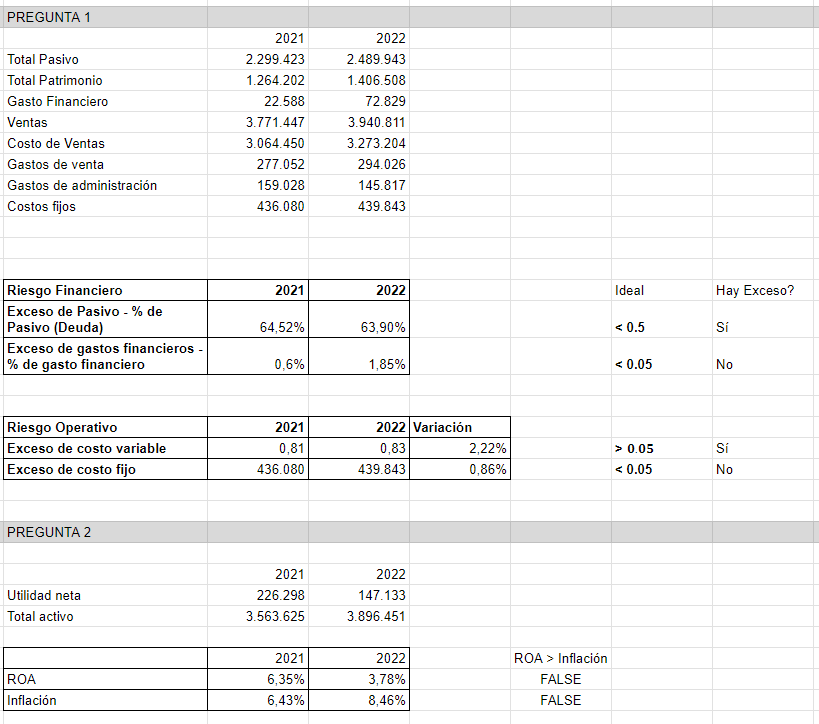 PREGUNTA 1
2021 2022
Total Pasivo 2.299.423 2.489.943
Total Patrimonio 1.264.202 1.406.508
Gasto Financiero 22.588 72.829
Ventas 3.771.447 3.940.811
Costo de Ventas 3.064.450 3.273.204
Gastos de venta 277.052 294.026
Gastos de administración 159.028 145.817
Costos fijos 436.080 439.843
Riesgo Financiero 2021 2022 Ideal Hay Exceso?
Exceso de Pasivo - % de
Pasivo (Deuda) 64,52% 63,90% < 0.5 Sí
Exceso de gastos financieros -
% de gasto financiero 0,6% 1,85% < 0.05 No
Riesgo Operativo 2021 2022 Variación
Exceso de costo variable 0,81 0,83 2,22% > 0.05 Sí
Exceso de costo fijo 436.080 439.843 0,86% < 0.05 No
PREGUNTA 2
2021 2022
Utilidad neta 226.298 147.133
Total activo 3.563.625 3.896.451
2021 2022 ROA > Inflación
ROA 6,35% 3,78% FALSE
Inflación 6,43% 8,46% FALSE